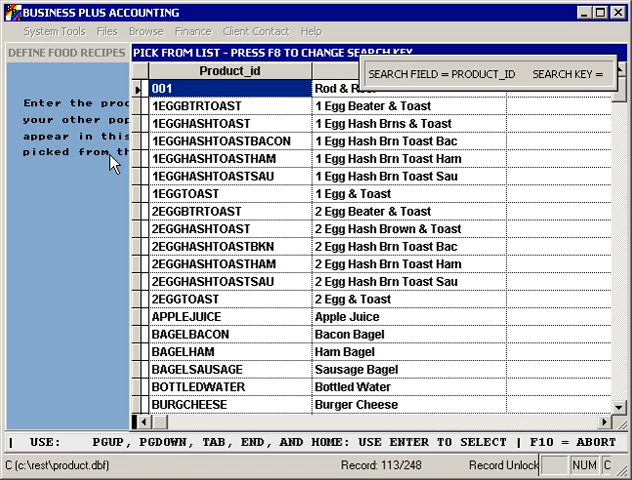 BUSINESS PLUS ACCOUNTING
System Tools Files Browse Finance Client Contact Help
DEFINE FOOD RECIPES
PICK FROM LIST - PRESS F8 TO CHANGE SEARCH KEY
SEARCH FIELD = PRODUCT_ID SEARCH KEY =
Enter the
your other
appear in this
picked from
Product_id
001 Rod &
1EGGBTRTOAST 1 Egg Beater & Toast
1EGGHASHTOAST 1 Egg Hash Brns & Toast
1EGGHASHTOASTBACON 1 Egg Hash Brn Toast Bac
1EGGHASHTOASTHAM 1 Egg Hash Brn Toast Ham
1EGGHASHTOASTSAU 1 Egg Hash Brn Toast Sau
1EGGTOAST 1 Egg & Toast
2EGGBTRTOAST 2 Egg Beater & Toast
2EGGHASHTOAST 2 Egg Hash Brown & Toast
2EGGHASHTOASTBKN 2 Egg Hash Brn Toast Bac
2EGGHASHTOASTHAM 2 Egg Hash Brn Toast Ham
2EGGHASHTOASTSAU 2 Egg Hash Brn Toast Sau
2EGGTOAST 2 Egg & Toast
APPLEJUICE Apple Juice
BAGELBACON Bacon Bagel
BAGELHAM Ham Bagel
BAGELSAUSAGE Sausage Bagel
BOTTLEDWATER Bottled Water
BURGCHEESE Burger Cheese
| USE: PGUP, PGDOWN, TAB, END, AND HOME: USE ENTER TO SELECT | F10 = ABORT
C (c:\rest\product.dbf) Record: 113/248 Record Unlock NUM C